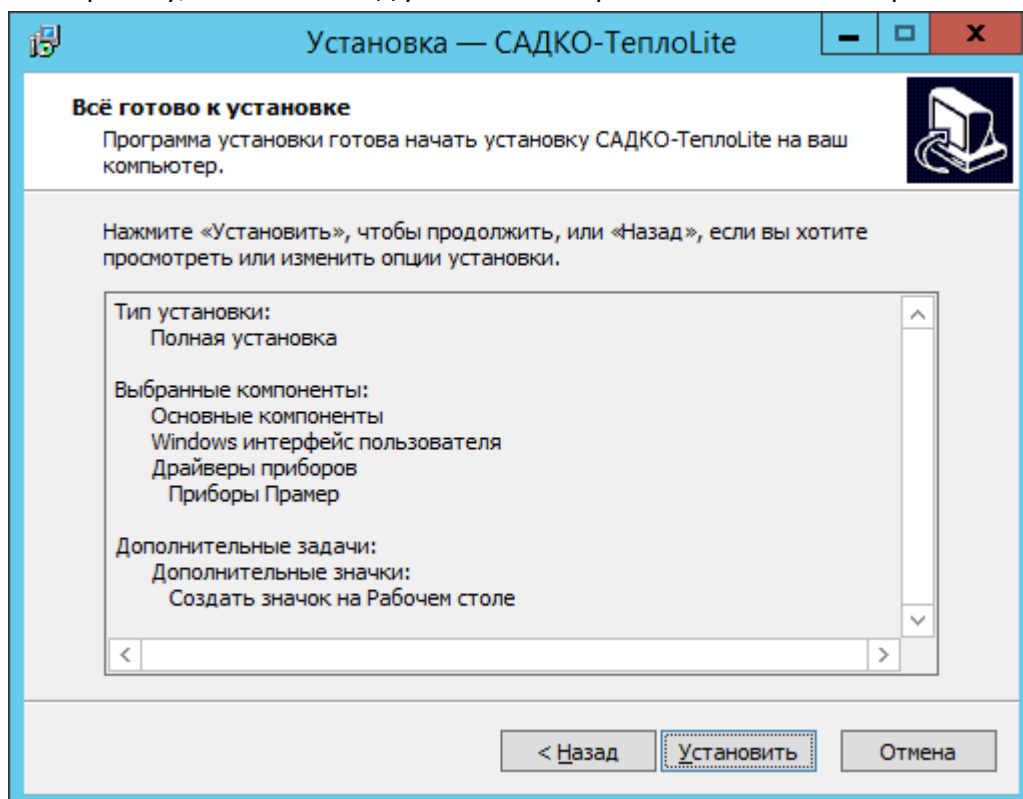 Установка — САДКО-ТеплоLite
Всё готово к установке
Программа установки готова начать установку САДКО-ТеплоLite на ваш
компьютер.
Нажмите «Установить», чтобы продолжить, или «Назад», если вы хотите
просмотреть или изменить опции установки.
Тип установки:
Полная установка
Выбранные компоненты:
Основные компоненты
Windows интерфейс пользователя
Драйверы приборов
Приборы Прамер
Дополнительные задачи:
Дополнительные значки:
Создать значок на Рабочем столе
< Назад
Установить
Отмена